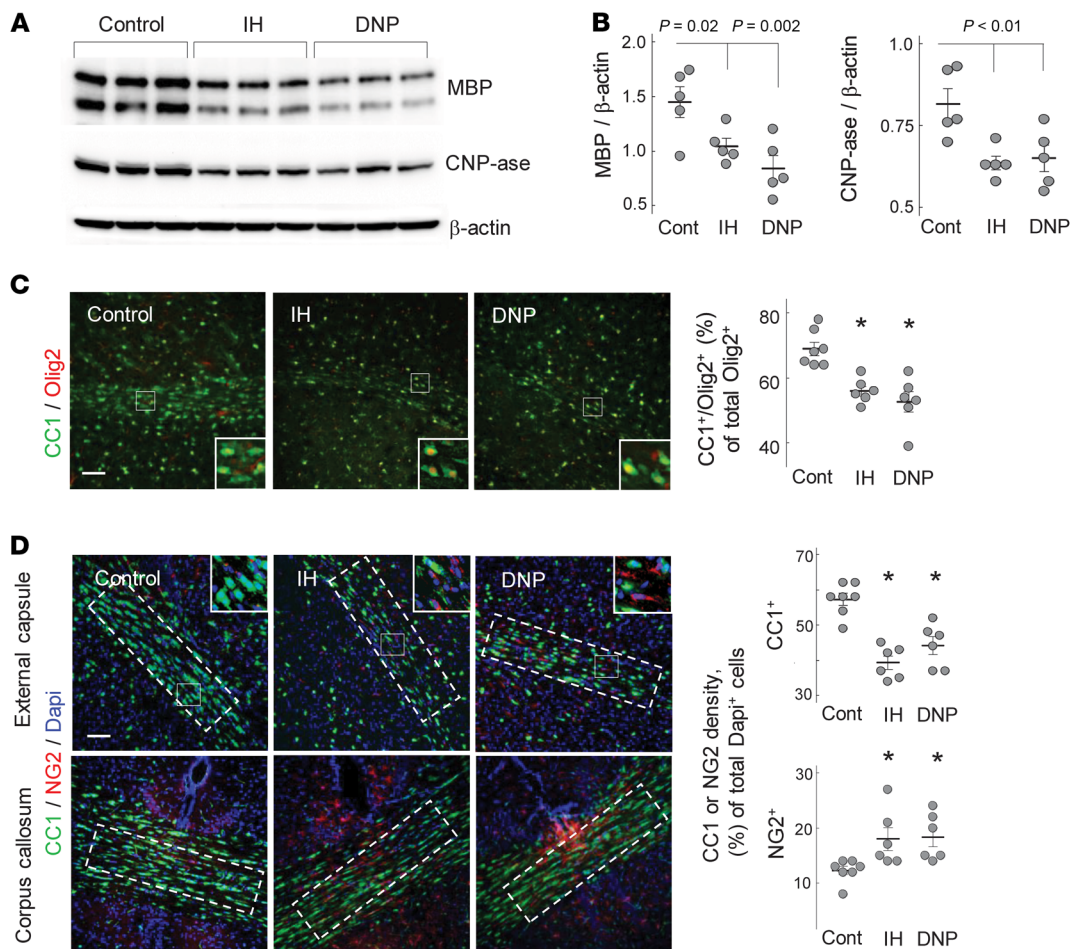 A
Control IH DNP
MBP
CNP-ase
β-actin
B
P = 0.02 P = 0.002
MBP / β-actin
2.0
1.5
1.0
0.5
Cont IH DNP
P < 0.01
CNP-ase / β-actin
1.0
0.75
0.5
Cont IH DNP
C
CC1 / Olig2
Control
IH
DNP
CC1⁺/Olig2⁺ (%)
of total Olig2⁺
80
60
40
* *
Cont IH DNP
D
External capsule
Corpus callosum
CC1 / NG2 / Dapi
Control
IH
DNP
CC1 or NG2 density,
(%) of total Dapi⁺ cells
CC1⁺
70
50
30
* *
Cont IH DNP
NG2⁺
30
20
10
* *
Cont IH DNP